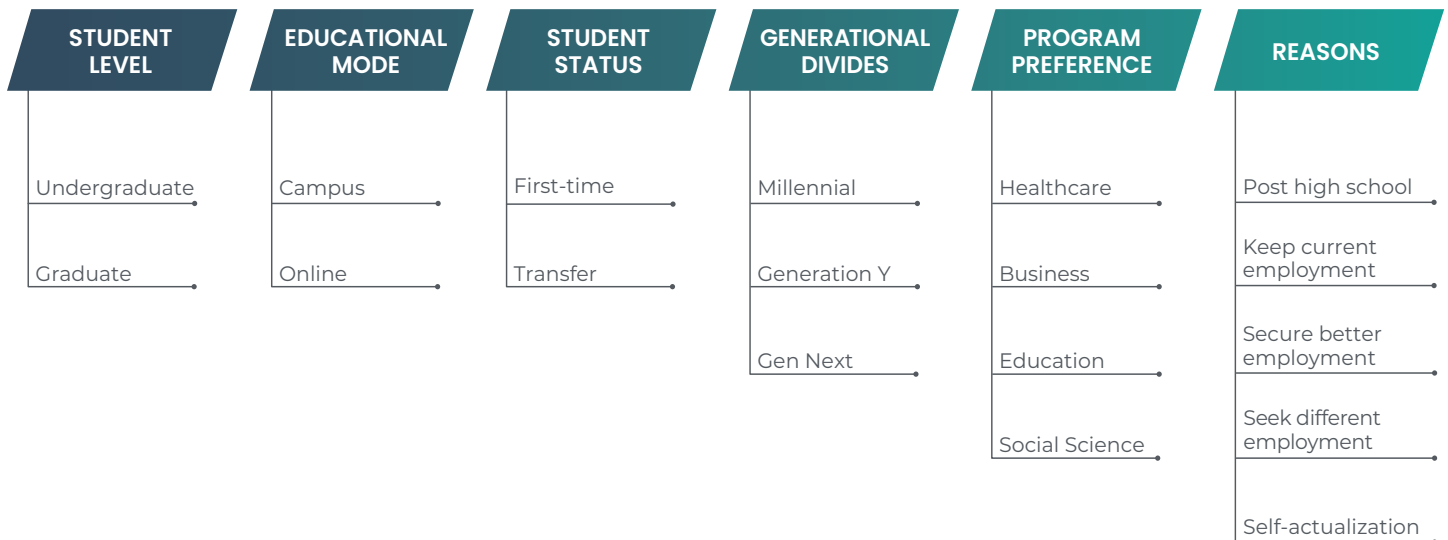 STUDENT
LEVEL
Undergraduate
Graduate
EDUCATIONAL
MODE
Campus
Online
STUDENT
STATUS
First-time
Transfer
GENERATIONAL
DIVIDES
Millennial
Generation Y
Gen Next
PROGRAM
PREFERENCE
Healthcare
Business
Education
Social Science
REASONS
Post high school
Keep current
employment
Secure better
employment
Seek different
employment
Self-actualization